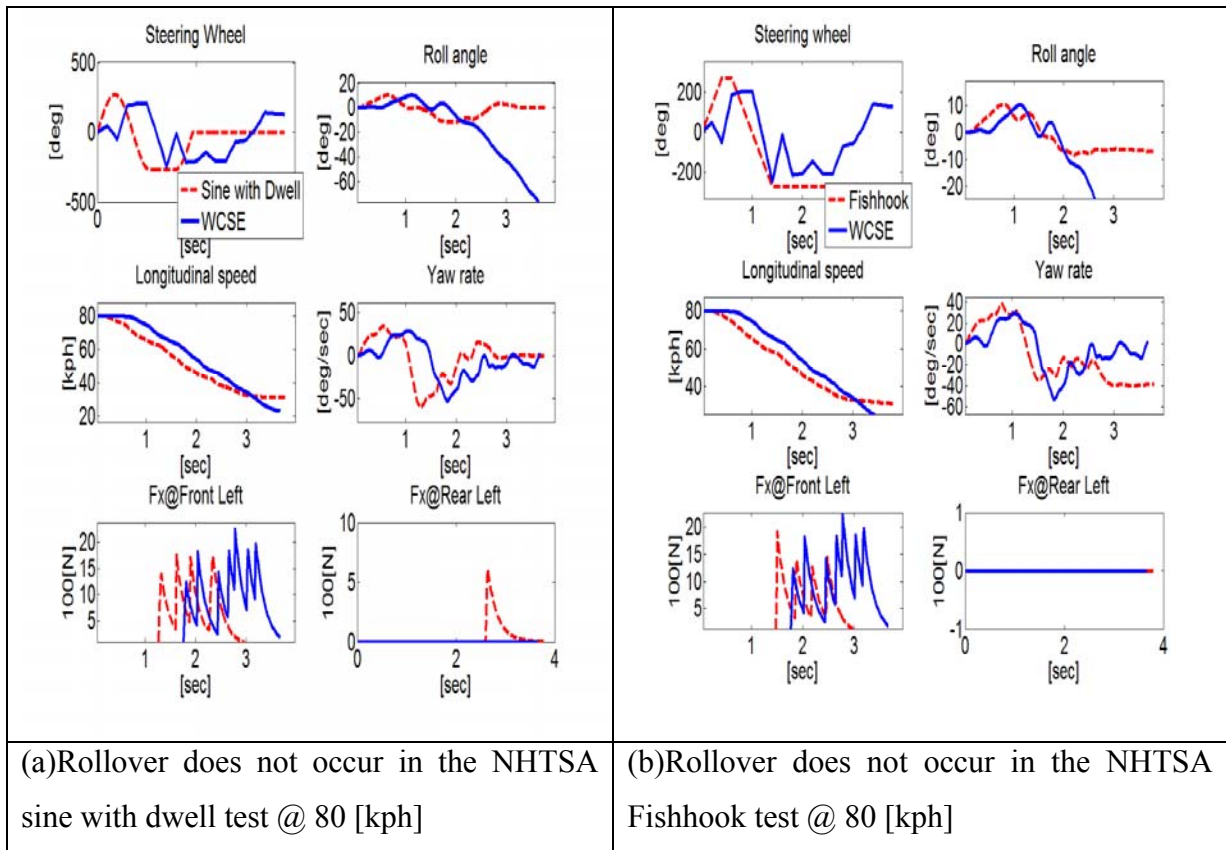 Steering Wheel
500
0
-500
[deg]
0
[sec]
Sine with Dwell
WCSE
Roll angle
20
0
-20
-40
-60
[deg]
1 2 3
[sec]
Longitudinal speed
80
60
40
20
[kph]
1 2 3
[sec]
Yaw rate
50
0
-50
[deg/sec]
1 2 3
[sec]
Fx@Front Left
20
15
10
5
100[N]
1 2 3
[sec]
Fx@Rear Left
10
5
0
100[N]
0 2 4
[sec]
(a)Rollover does not occur in the NHTSA
sine with dwell test @ 80 [kph]
Steering wheel
200
0
-200
[deg]
1 2 3
[sec]
Fishhook
WCSE
Roll angle
10
0
-10
-20
[deg]
1 2 3
[sec]
Longitudinal speed
80
60
40
[kph]
1 2 3
[sec]
Yaw rate
40
20
0
-20
-40
-60
[deg/sec]
1 2 3
[sec]
Fx@Front Left
20
15
10
5
100[N]
1 2 3
[sec]
Fx@Rear Left
1
0
-1
100[N]
0 2 4
[sec]
(b)Rollover does not occur in the NHTSA
Fishhook test @ 80 [kph]